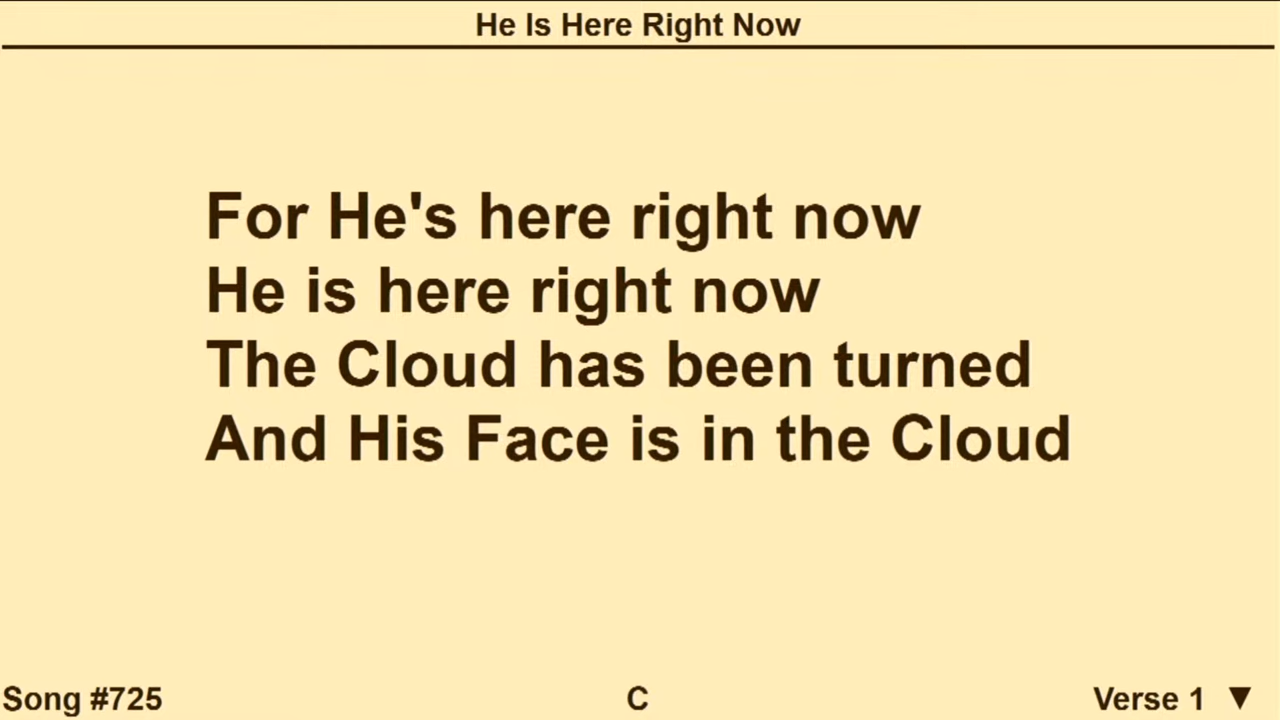 He Is Here Right Now
For He's here right now
He is here right now
The Cloud has been turned
And His Face is in the Cloud
Song #725
C
Verse 1 ▼